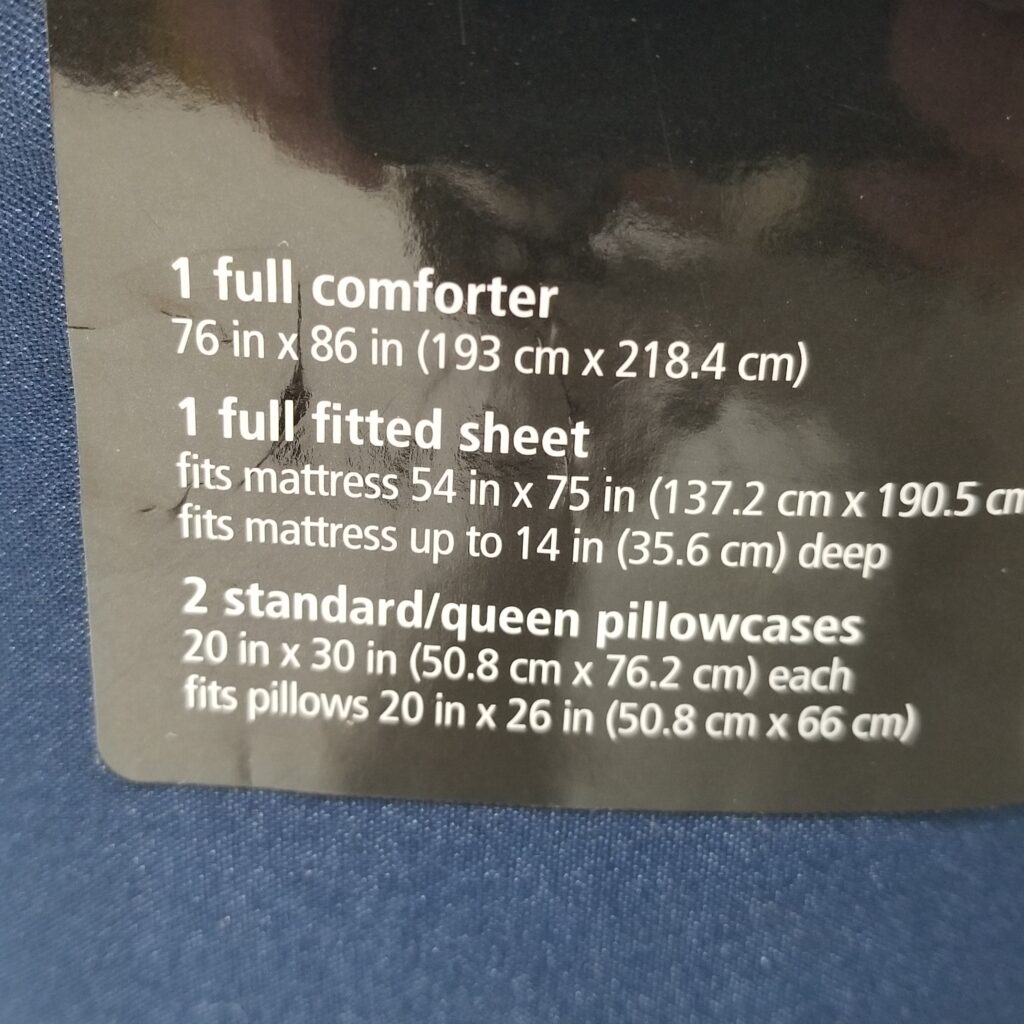 1 full comforter
76 in x 86 in (193 cm x 218.4 cm)
1 full fitted sheet
fits mattress 54 in x 75 in (137.2 cm x 190.5 cm
fits mattress up to 14 in (35.6 cm) deep
2 standard/queen pillowcases
20 in x 30 in (50.8 cm x 76.2 cm) each
fits pillows 20 in x 26 in (50.8 cm x 66 cm)